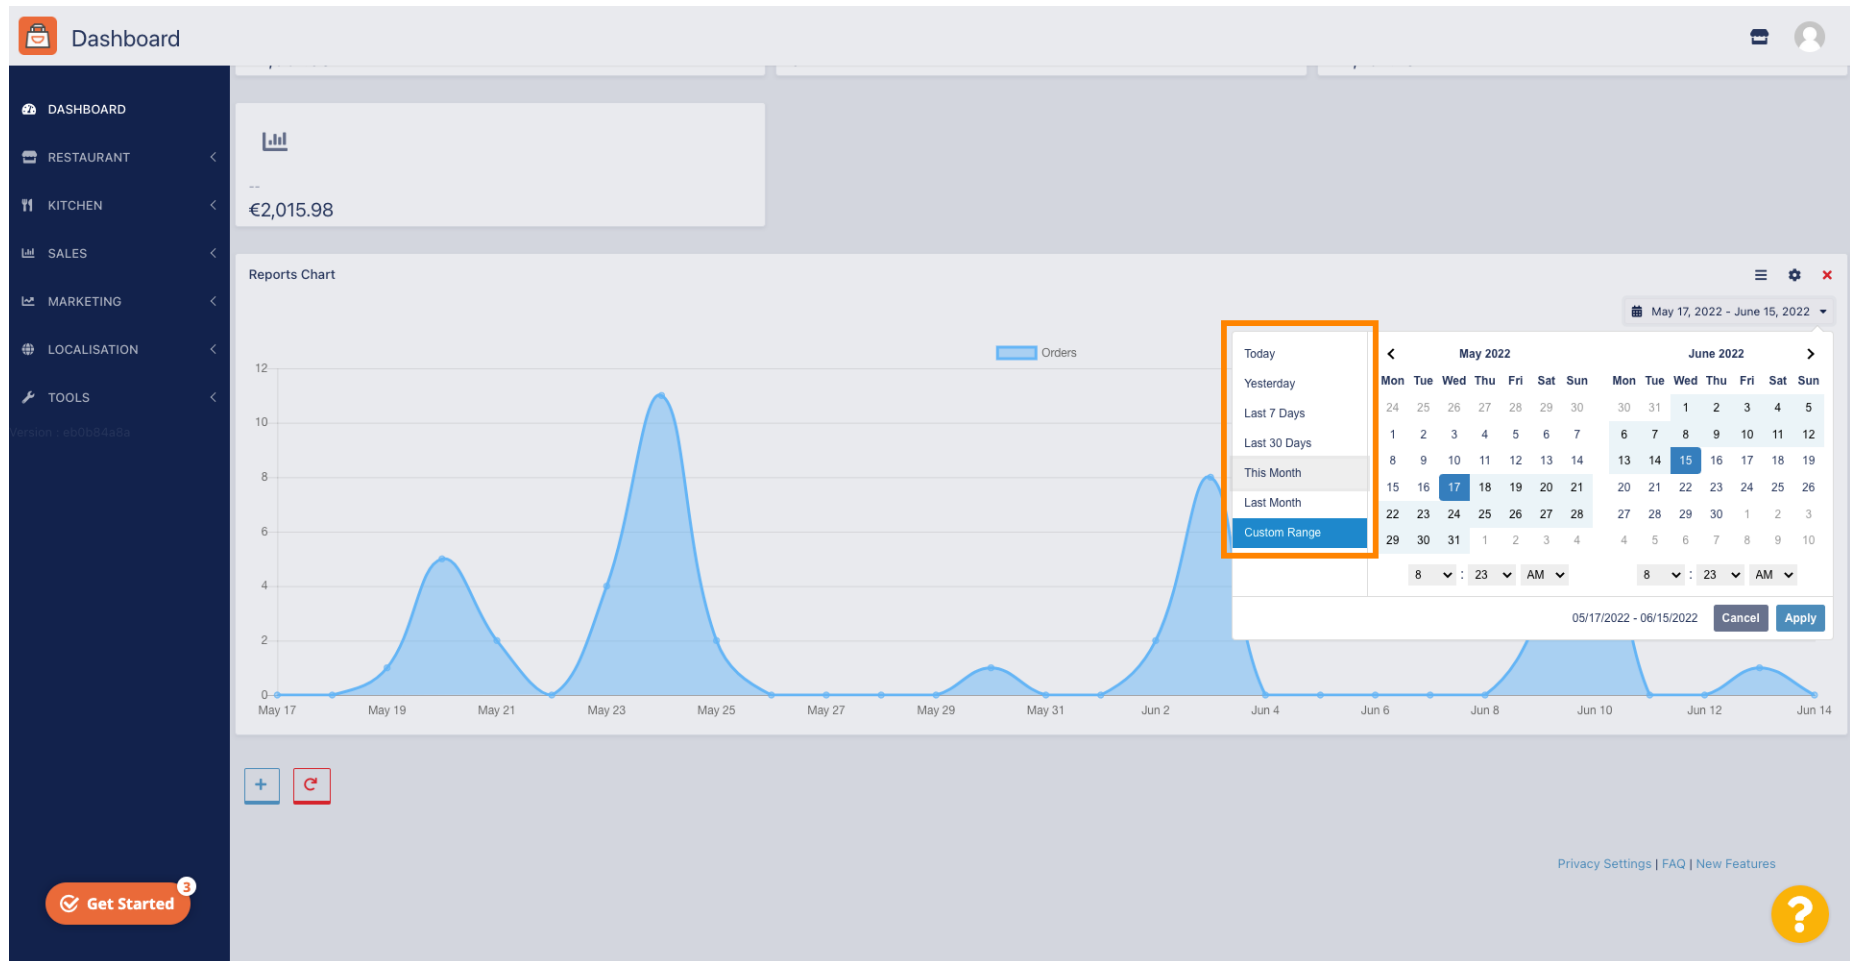 Dashboard
DASHBOARD
RESTAURANT
KITCHEN
SALES
MARKETING
LOCALISATION
TOOLS
Version : eb0b84a8a
--
€2,015.98
Reports Chart
May 17, 2022 - June 15, 2022
Orders
12
10
8
6
4
2
0
May 17 May 19 May 21 May 23 May 25 May 27 May 29 May 31 Jun 2 Jun 4 Jun 6 Jun 8 Jun 10 Jun 12 Jun 14
Today
Yesterday
Last 7 Days
Last 30 Days
This Month
Last Month
Custom Range
May 2022
Mon Tue Wed Thu Fri Sat Sun
24 25 26 27 28 29 30
1 2 3 4 5 6 7
8 9 10 11 12 13 14
15 16 17 18 19 20 21
22 23 24 25 26 27 28
29 30 31 1 2 3 4
8 : 23 AM
June 2022
Mon Tue Wed Thu Fri Sat Sun
30 31 1 2 3 4 5
6 7 8 9 10 11 12
13 14 15 16 17 18 19
20 21 22 23 24 25 26
27 28 29 30 1 2 3
4 5 6 7 8 9 10
8 : 23 AM
05/17/2022 - 06/15/2022 Cancel Apply
Privacy Settings | FAQ | New Features
Get Started
3
?